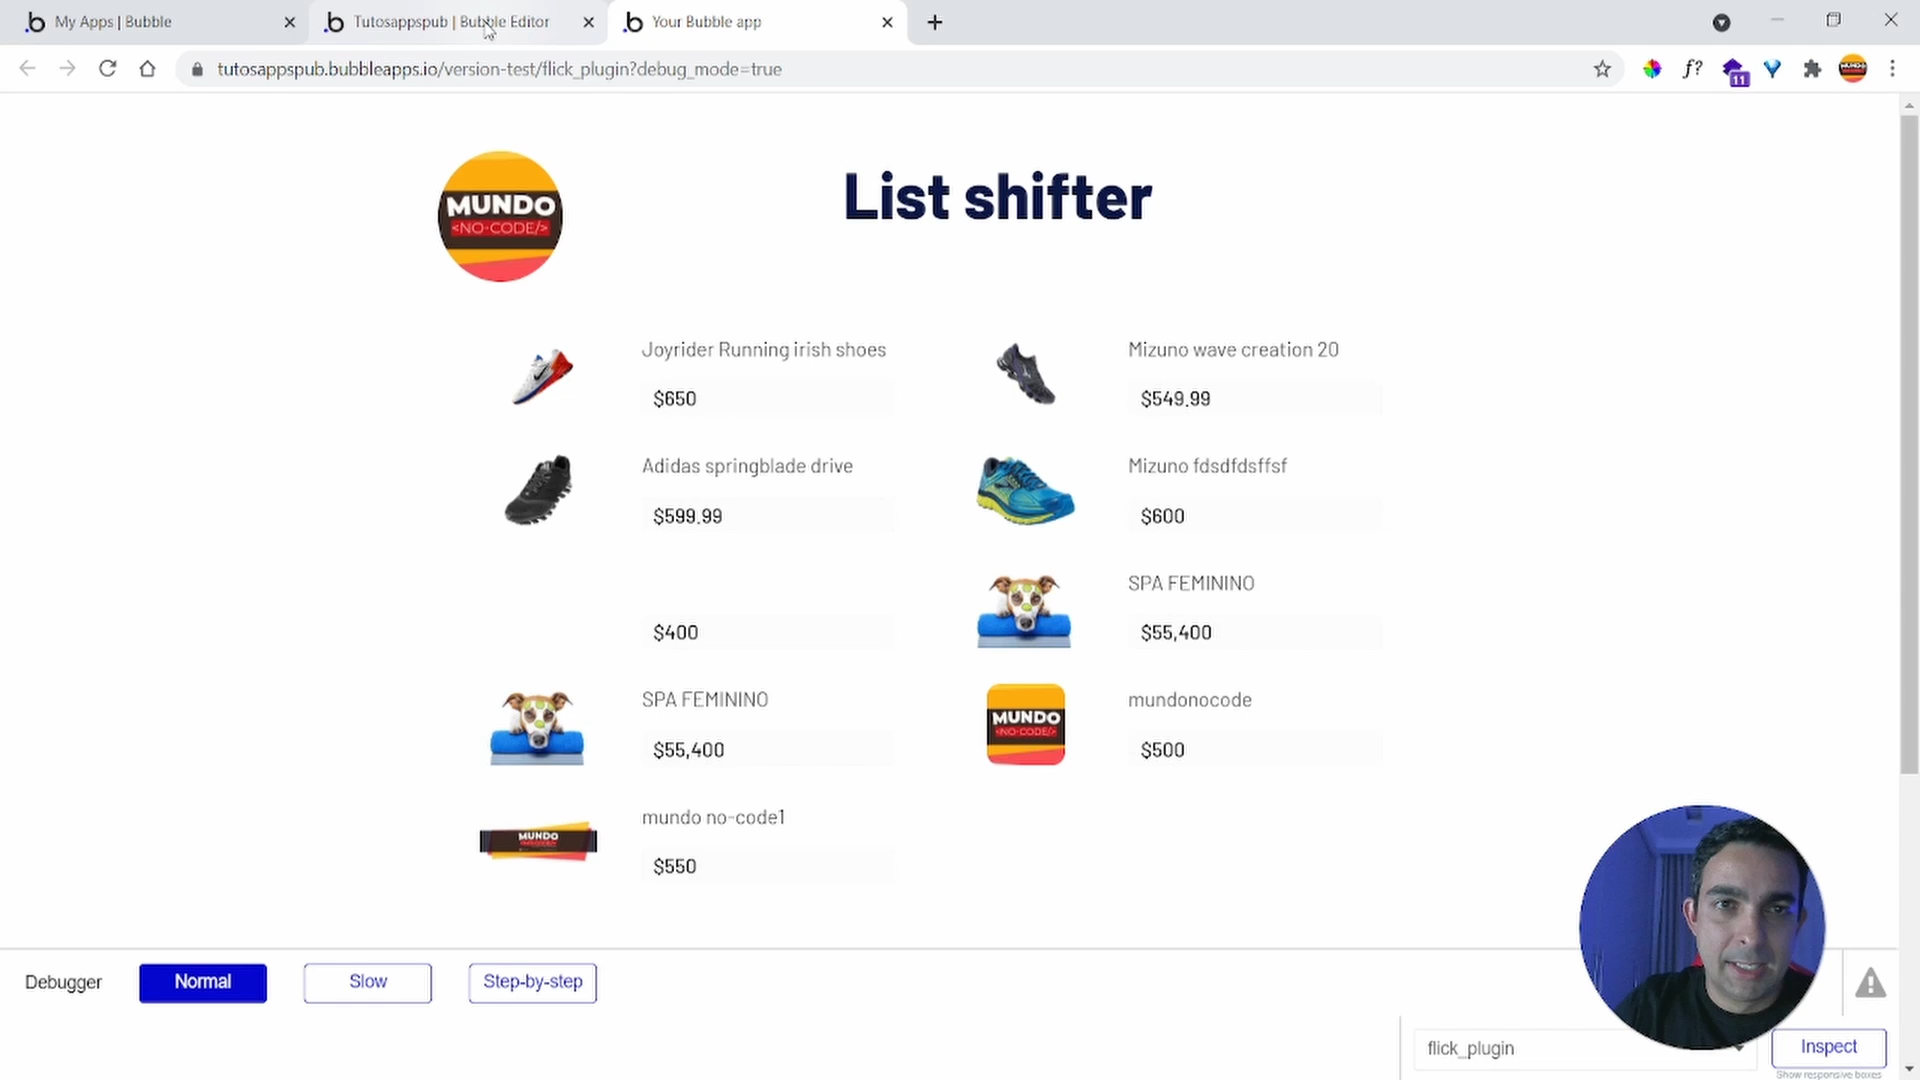 My Apps | Bubble
Tutosappspub | Bubble Editor
Your Bubble app
tutosappspub.bubbleapps.io/version-test/flick_plugin?debug_mode=true
f?
11
MUNDO
<NO-CODE/>
List shifter
Joyrider Running irish shoes
$650
Mizuno wave creation 20
$549.99
Adidas springblade drive
$599.99
Mizuno fdsdfdsffsf
$600
$400
SPA FEMININO
$55,400
SPA FEMININO
$55,400
MUNDO
<NO-CODE/>
mundonocode
$500
MUNDO
mundo no-code1
$550
Debugger
Normal
Slow
Step-by-step
flick_plugin
Inspect
Show responsive boxes